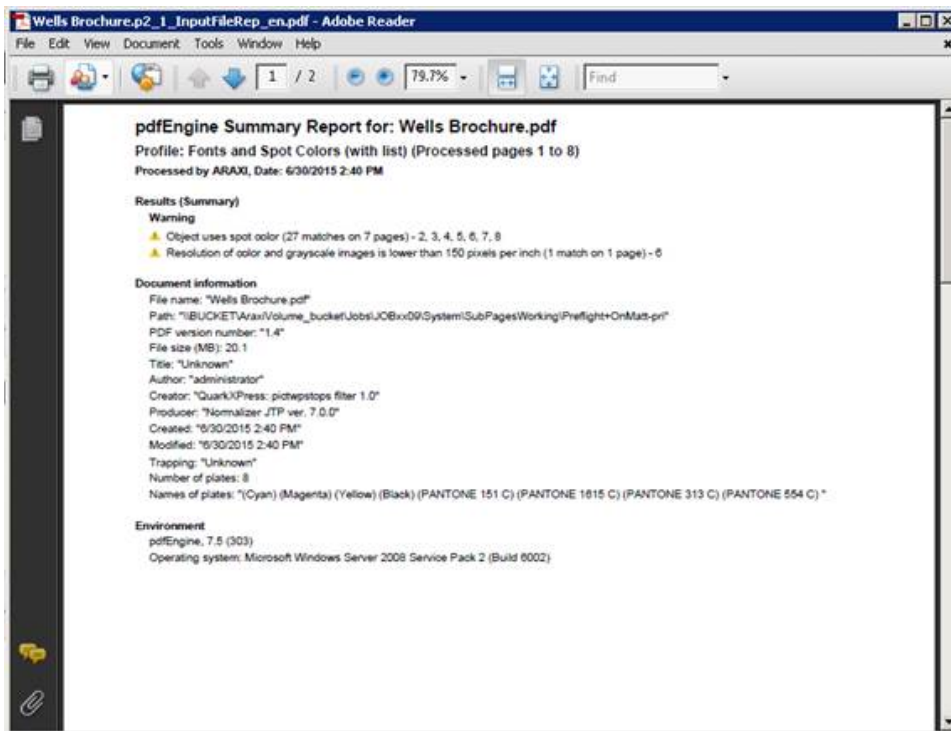 Wells Brochure.p2_1_InputFileRep_en.pdf - Adobe Reader
File Edit View Document Tools Window Help
1 / 2 79.7% Find
pdfEngine Summary Report for: Wells Brochure.pdf
Profile: Fonts and Spot Colors (with list) (Processed pages 1 to 8)
Processed by ARAXI, Date: 6/30/2015 2:40 PM
Results (Summary)
Warning
Object uses spot color (27 matches on 7 pages) - 2, 3, 4, 5, 6, 7, 8
Resolution of color and grayscale images is lower than 150 pixels per inch (1 match on 1 page) - 6
Document information
File name: "Wells Brochure.pdf"
Path: "\\BUCKET\AraxiVolume_bucket\Jobs\JOBxx09\System\SubPagesWorking\Preflight+OnMatt-pri"
PDF version number: "1.4"
File size (MB): 20.1
Title: "Unknown"
Author: "administrator"
Creator: "QuarkXPress: pictwpstops filter 1.0"
Producer: "Normalizer JTP ver. 7.0.0"
Created: "6/30/2015 2:40 PM"
Modified: "6/30/2015 2:40 PM"
Trapping: "Unknown"
Number of plates: 8
Names of plates: "(Cyan) (Magenta) (Yellow) (Black) (PANTONE 151 C) (PANTONE 1615 C) (PANTONE 313 C) (PANTONE 554 C) "
Environment
pdfEngine, 7.5 (303)
Operating system: Microsoft Windows Server 2008 Service Pack 2 (Build 6002)